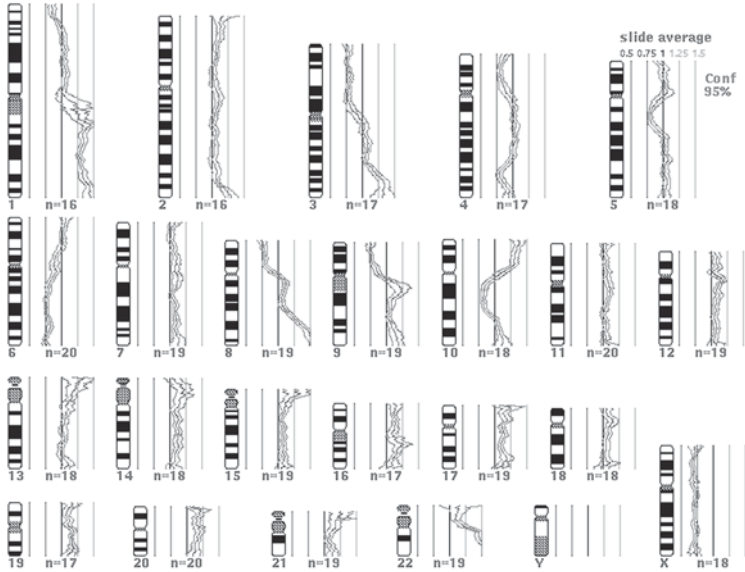 slide average
0.5 0.75 1 1.25 1.5
Conf
95%
1 n=16
2 n=16
3 n=17
4 n=17
5 n=18
6 n=20
7 n=19
8 n=19
9 n=19
10 n=18
11 n=20
12 n=19
13 n=18
14 n=18
15 n=19
16 n=17
17 n=19
18 n=18
19 n=17
20 n=20
21 n=19
22 n=19
Y
X n=18